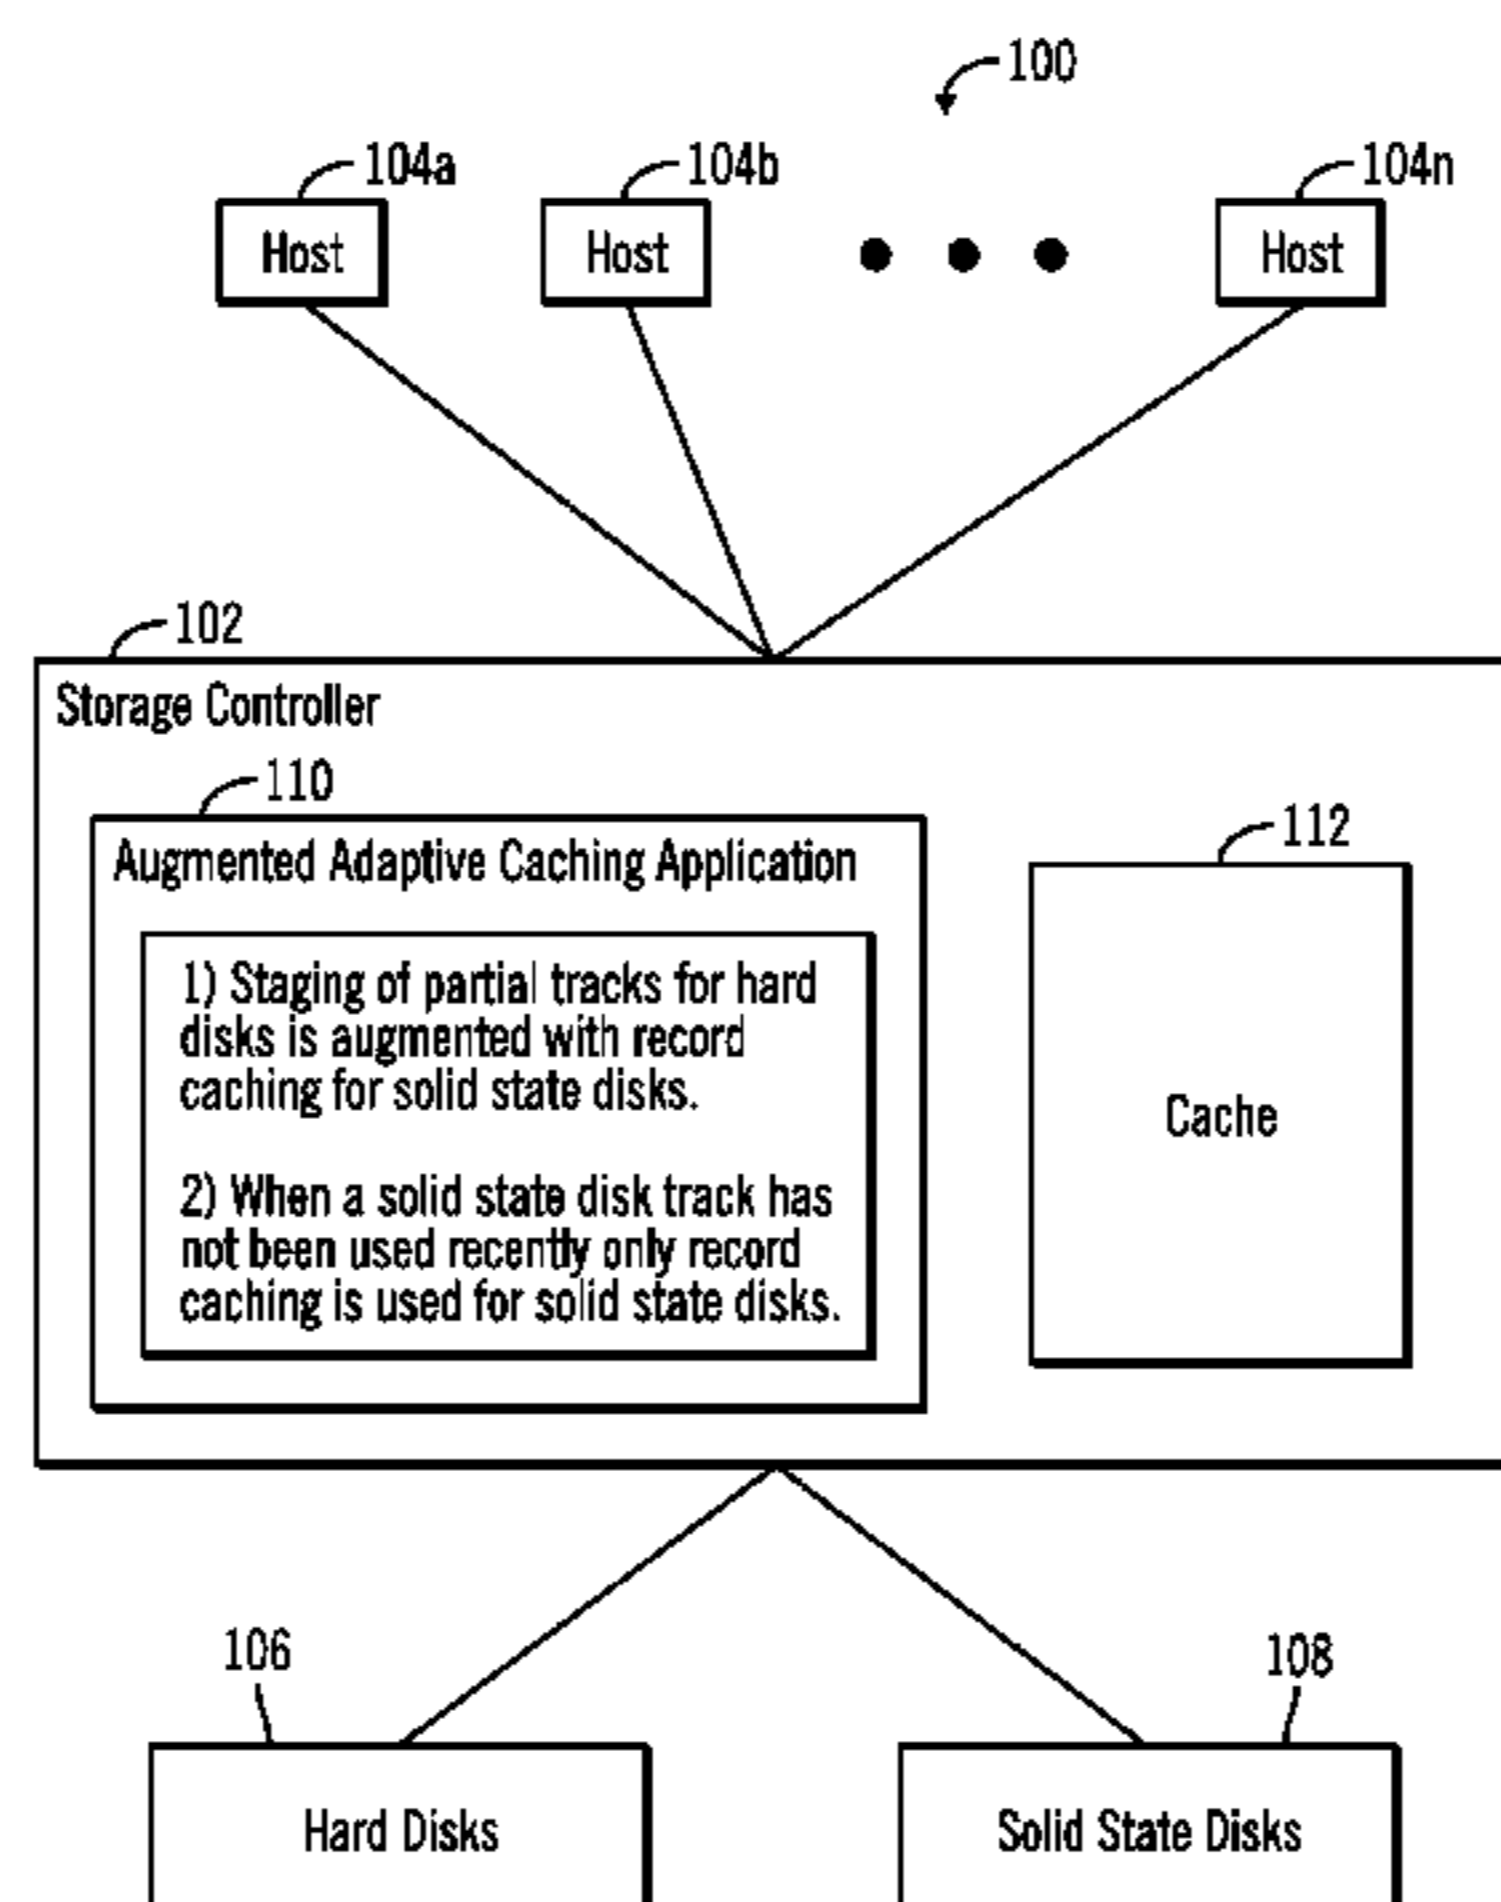 100
104a
104b
104n
Host
Host
Host
102
Storage Controller
110
Augmented Adaptive Caching Application
1) Staging of partial tracks for hard
disks is augmented with record
caching for solid state disks.
2) When a solid state disk track has
not been used recently only record
caching is used for solid state disks.
112
Cache
106
108
Hard Disks
Solid State Disks